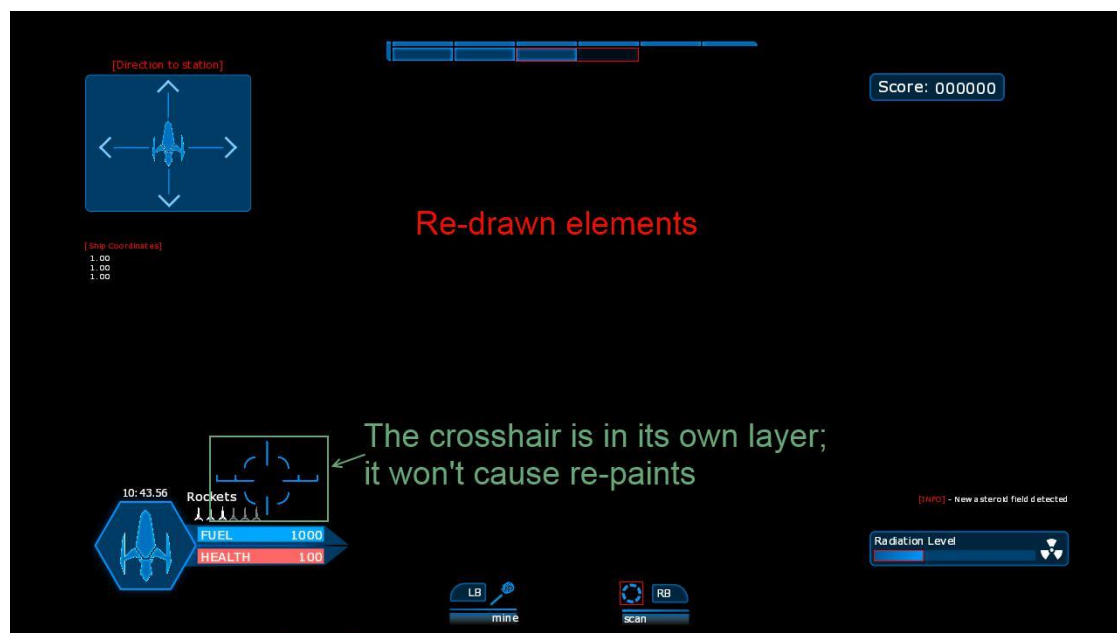 [Direction to station]
Score: 000000
Re-drawn elements
[Ship Coordinates]
1.00
1.00
1.00
The crosshair is in its own layer;
it won't cause re-paints
10:43.56
Rockets
FUEL 1000
HEALTH 100
[INFO] - New asteroid field detected
Radiation Level
LB
mine
RB
scan